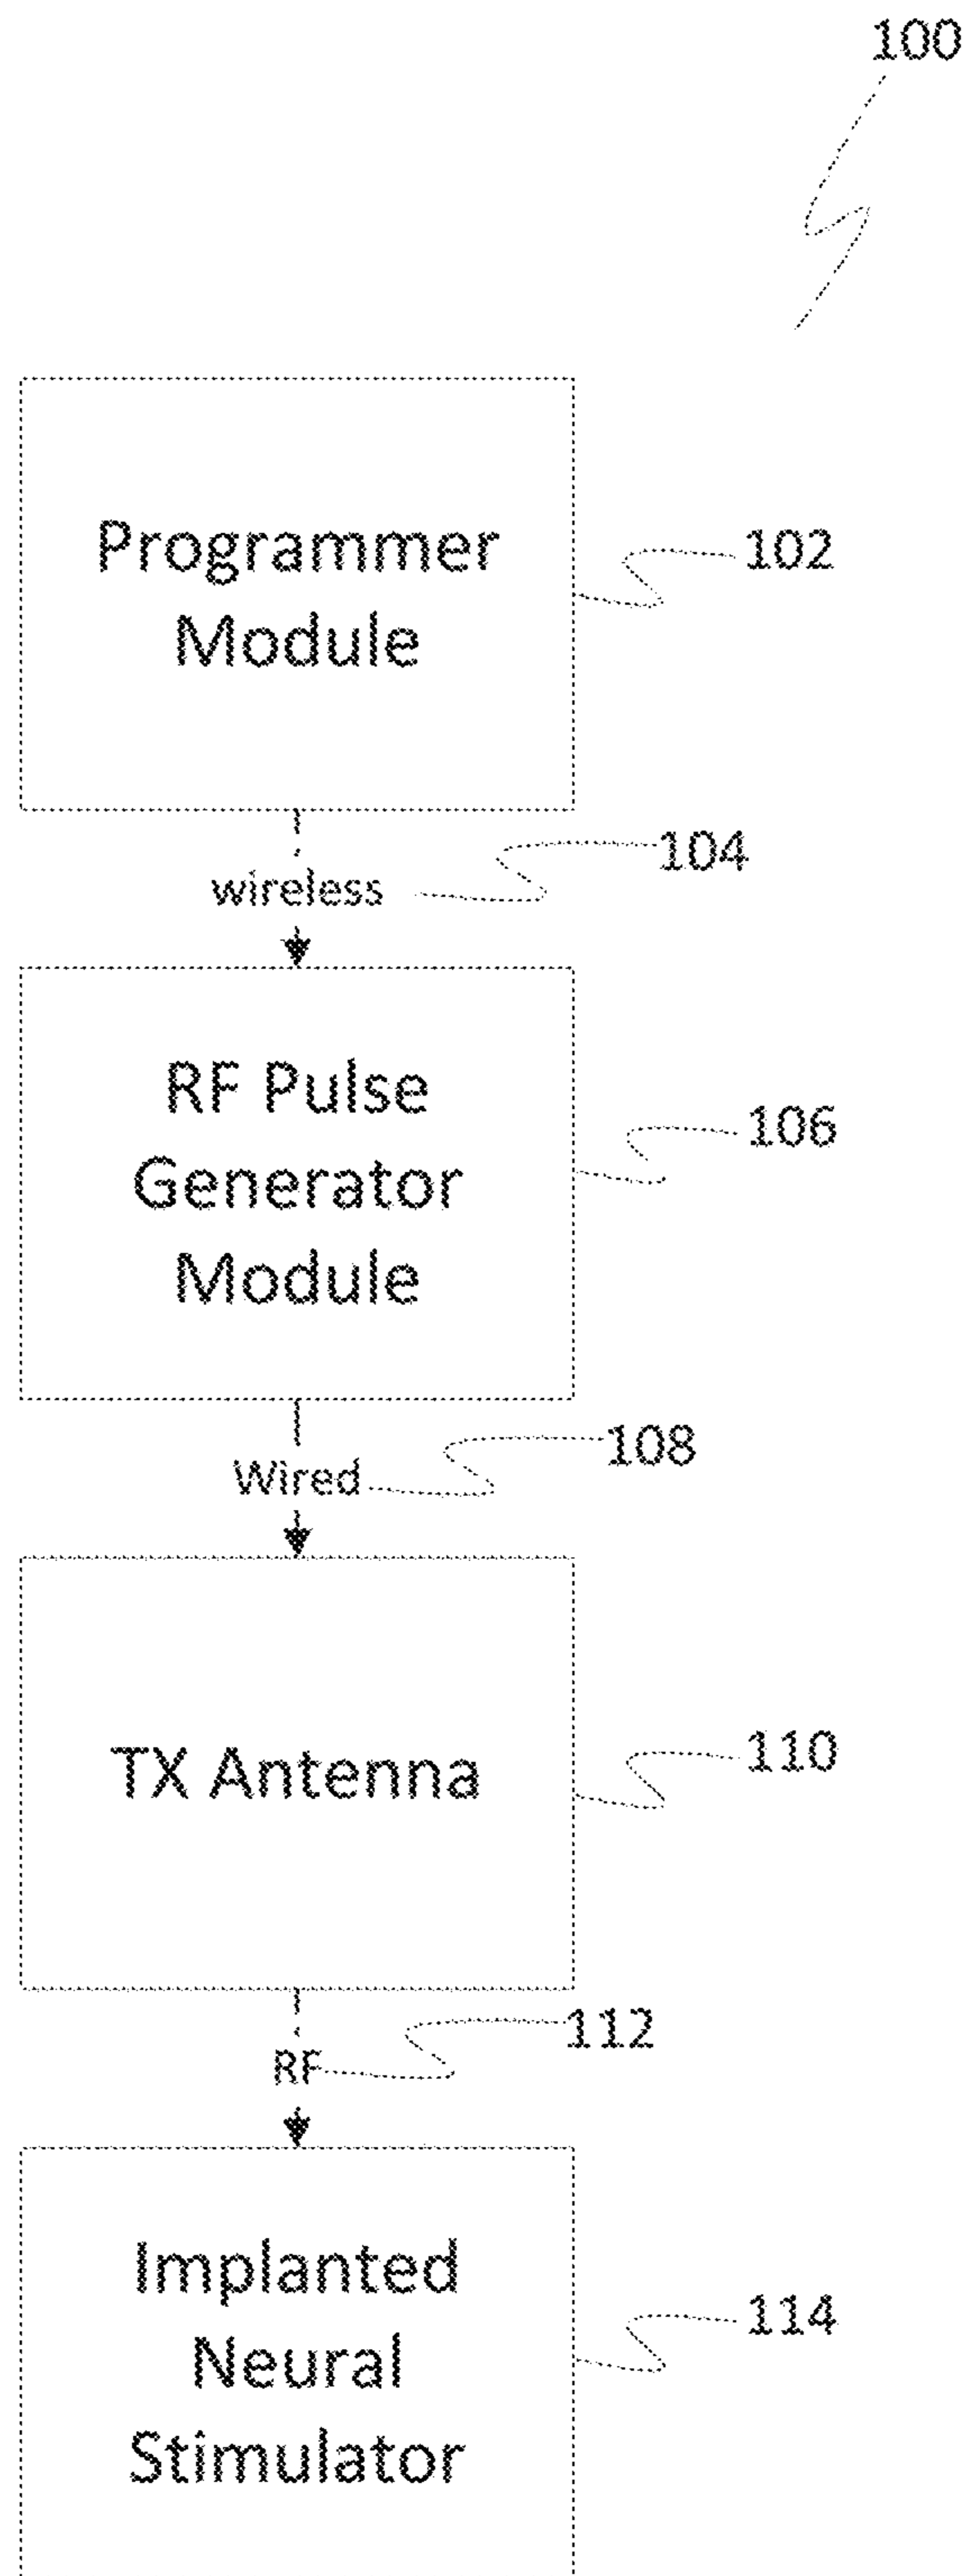 100
Programmer
Module
102
104
wireless
RF Pulse
Generator
Module
106
108
Wired
TX Antenna
110
112
RF
Implanted
Neural
Stimulator
114